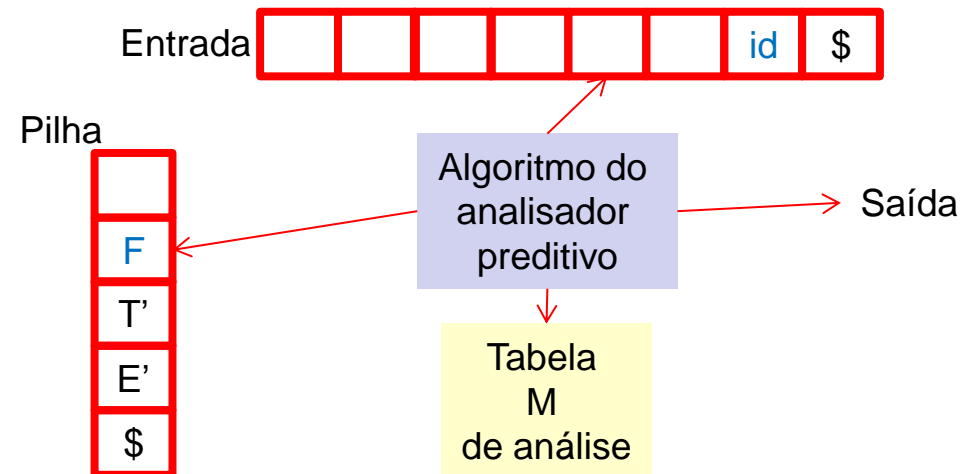 Entrada id $
Pilha
Algoritmo do
analisador
preditivo
Saída
F
T’
E’
$
Tabela
M
de análise